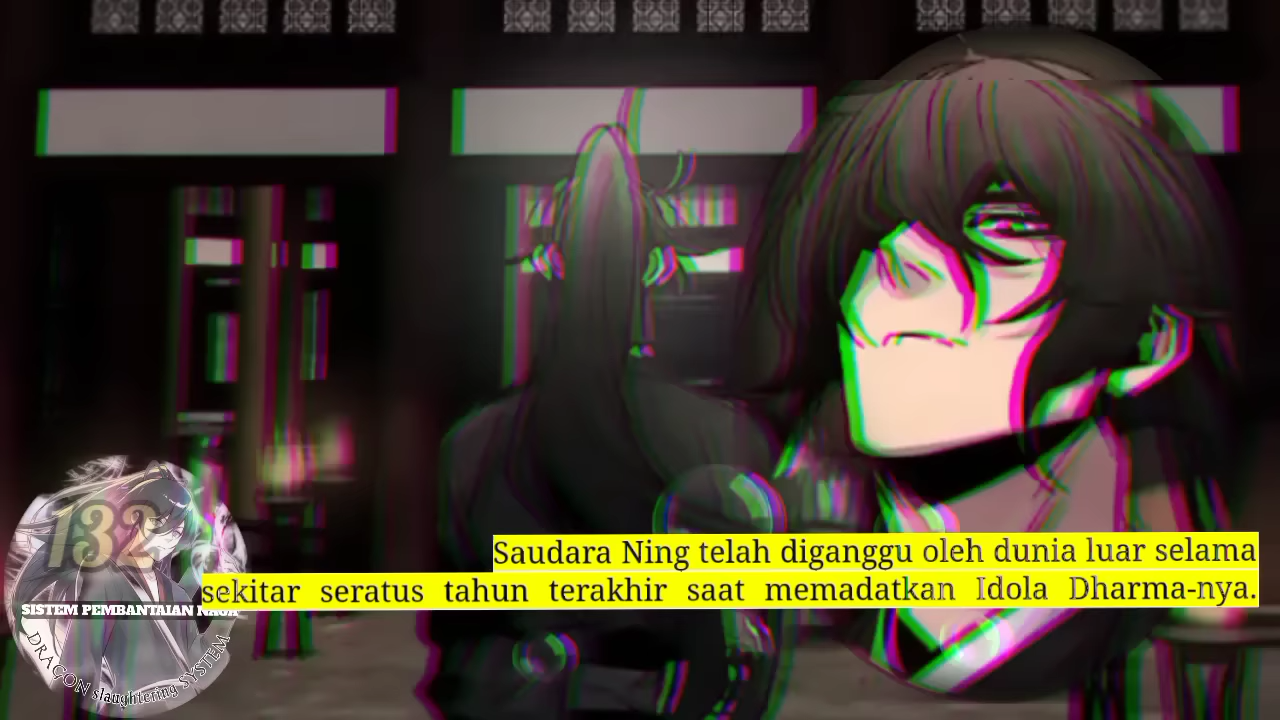 Saudara Ning telah diganggu oleh dunia luar selama
sekitar seratus tahun terakhir saat memadatkan Idola Dharma-nya.
132
SISTEM PEMBANTAIAN NAGA
DRAGON slaughtering SYSTEM